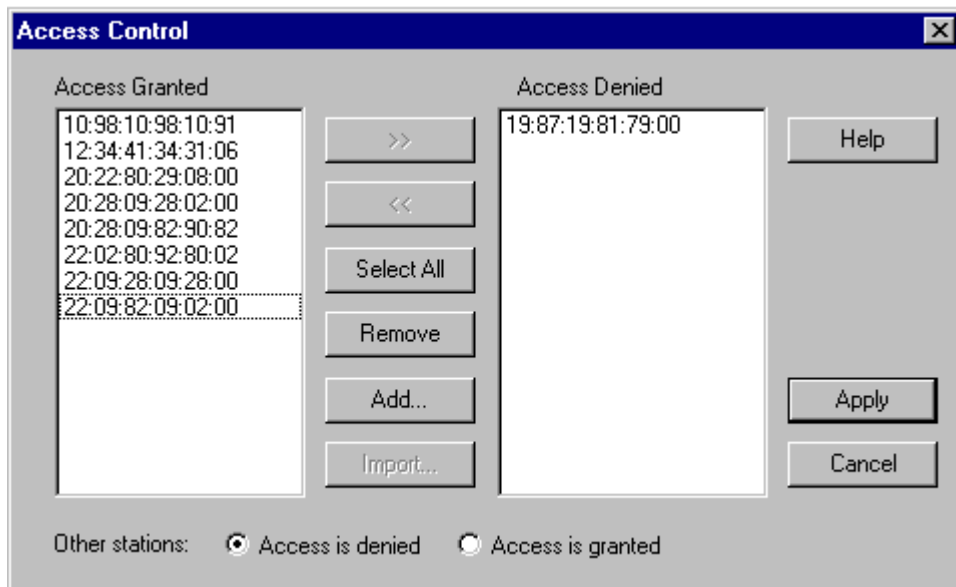 Access Control
Access Granted
10:98:10:98:10:91
12:34:41:34:31:06
20:22:80:29:08:00
20:28:09:28:02:00
20:28:09:82:90:82
22:02:80:92:80:02
22:09:28:09:28:00
22:09:82:09:02:00
>>
<<
Select All
Remove
Add...
Import...
Access Denied
19:87:19:81:79:00
Help
Apply
Cancel
Other stations: Access is denied Access is granted